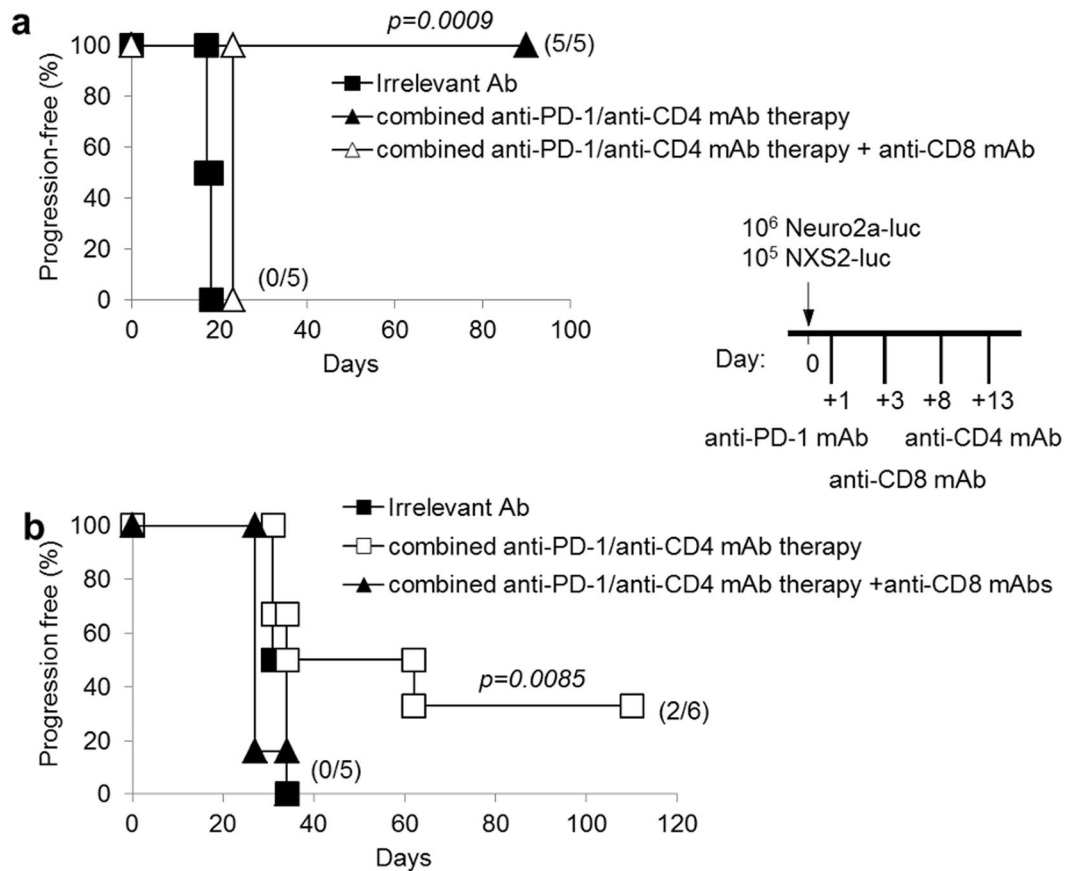 a
p=0.0009
(5/5)
Progression-free (%)
100
80
60
40
20
0
Irrelevant Ab
combined anti-PD-1/anti-CD4 mAb therapy
combined anti-PD-1/anti-CD4 mAb therapy + anti-CD8 mAb
(0/5)
0 20 40 60 80 100
Days
10⁶ Neuro2a-luc
10⁵ NXS2-luc
Day: 0
+1 +3 +8 +13
anti-PD-1 mAb anti-CD4 mAb
anti-CD8 mAb
b
Progression free (%)
100
80
60
40
20
0
Irrelevant Ab
combined anti-PD-1/anti-CD4 mAb therapy
combined anti-PD-1/anti-CD4 mAb therapy +anti-CD8 mAbs
p=0.0085
(2/6)
(0/5)
0 20 40 60 80 100 120
Days